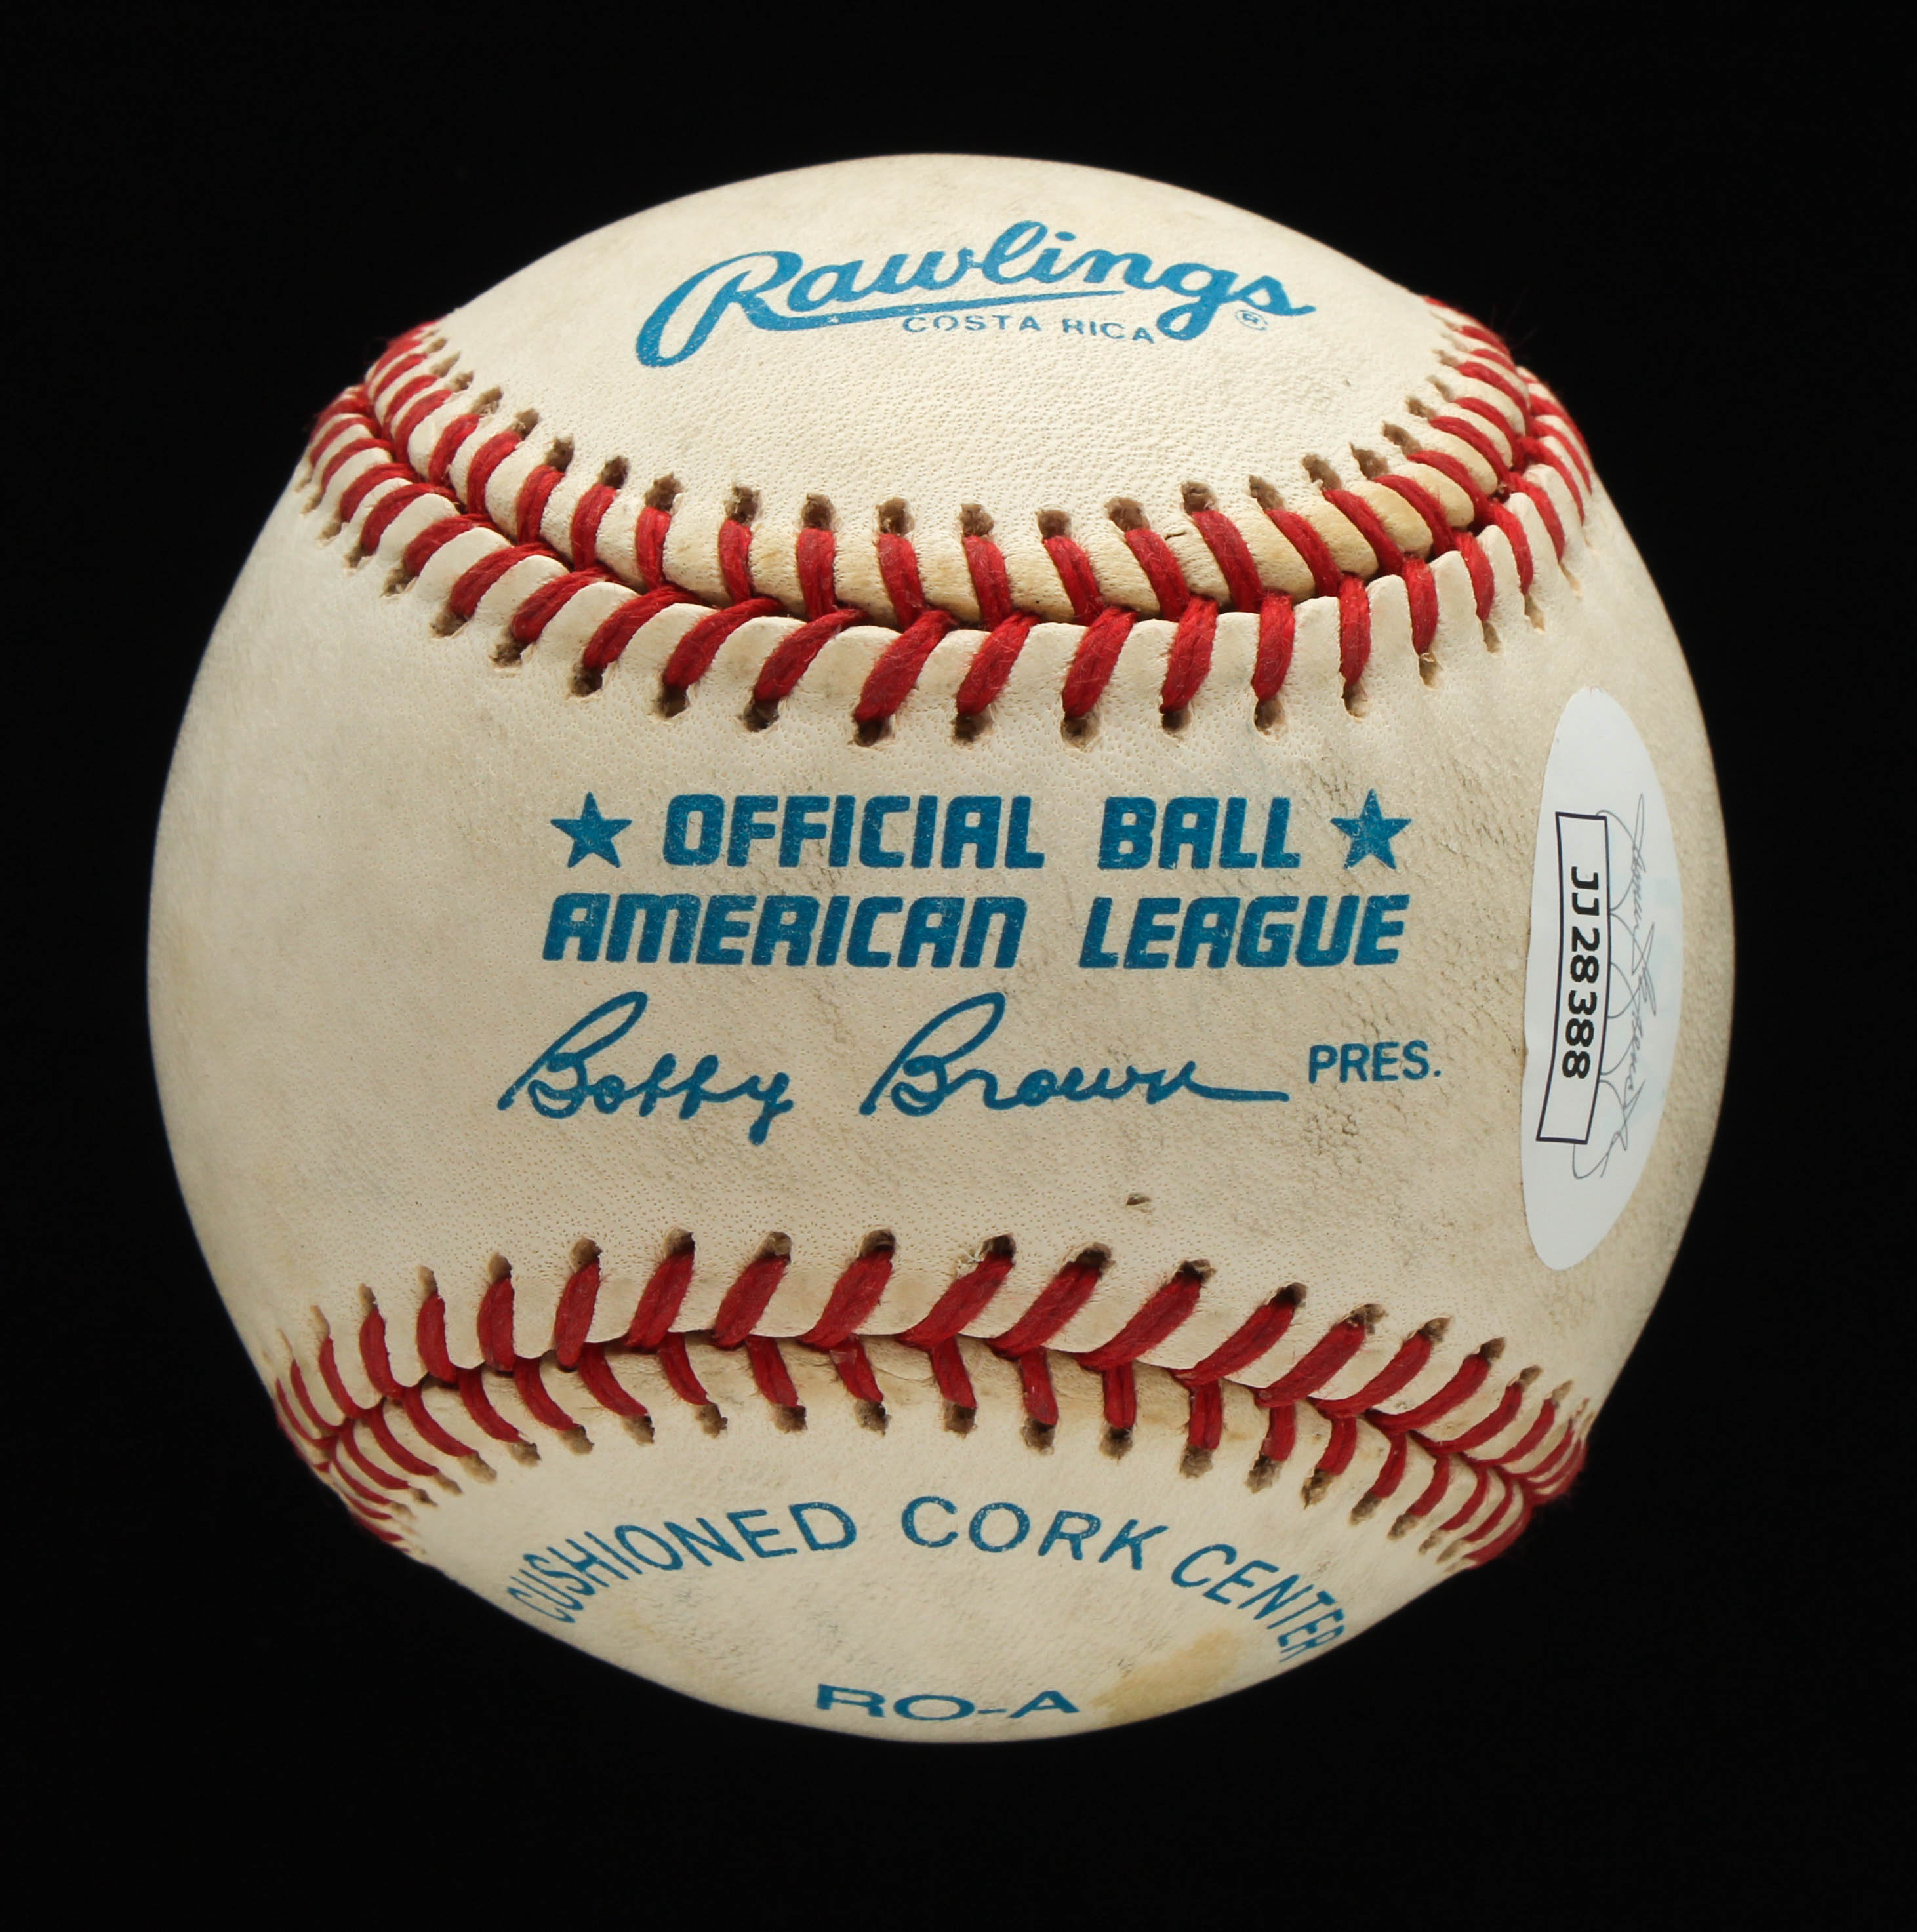 Rawlings ®
COSTA RICA
★ OFFICIAL BALL ★
AMERICAN LEAGUE
Bobby Brown PRES.
JJ28388
CUSHIONED CORK CENTER
RO-A